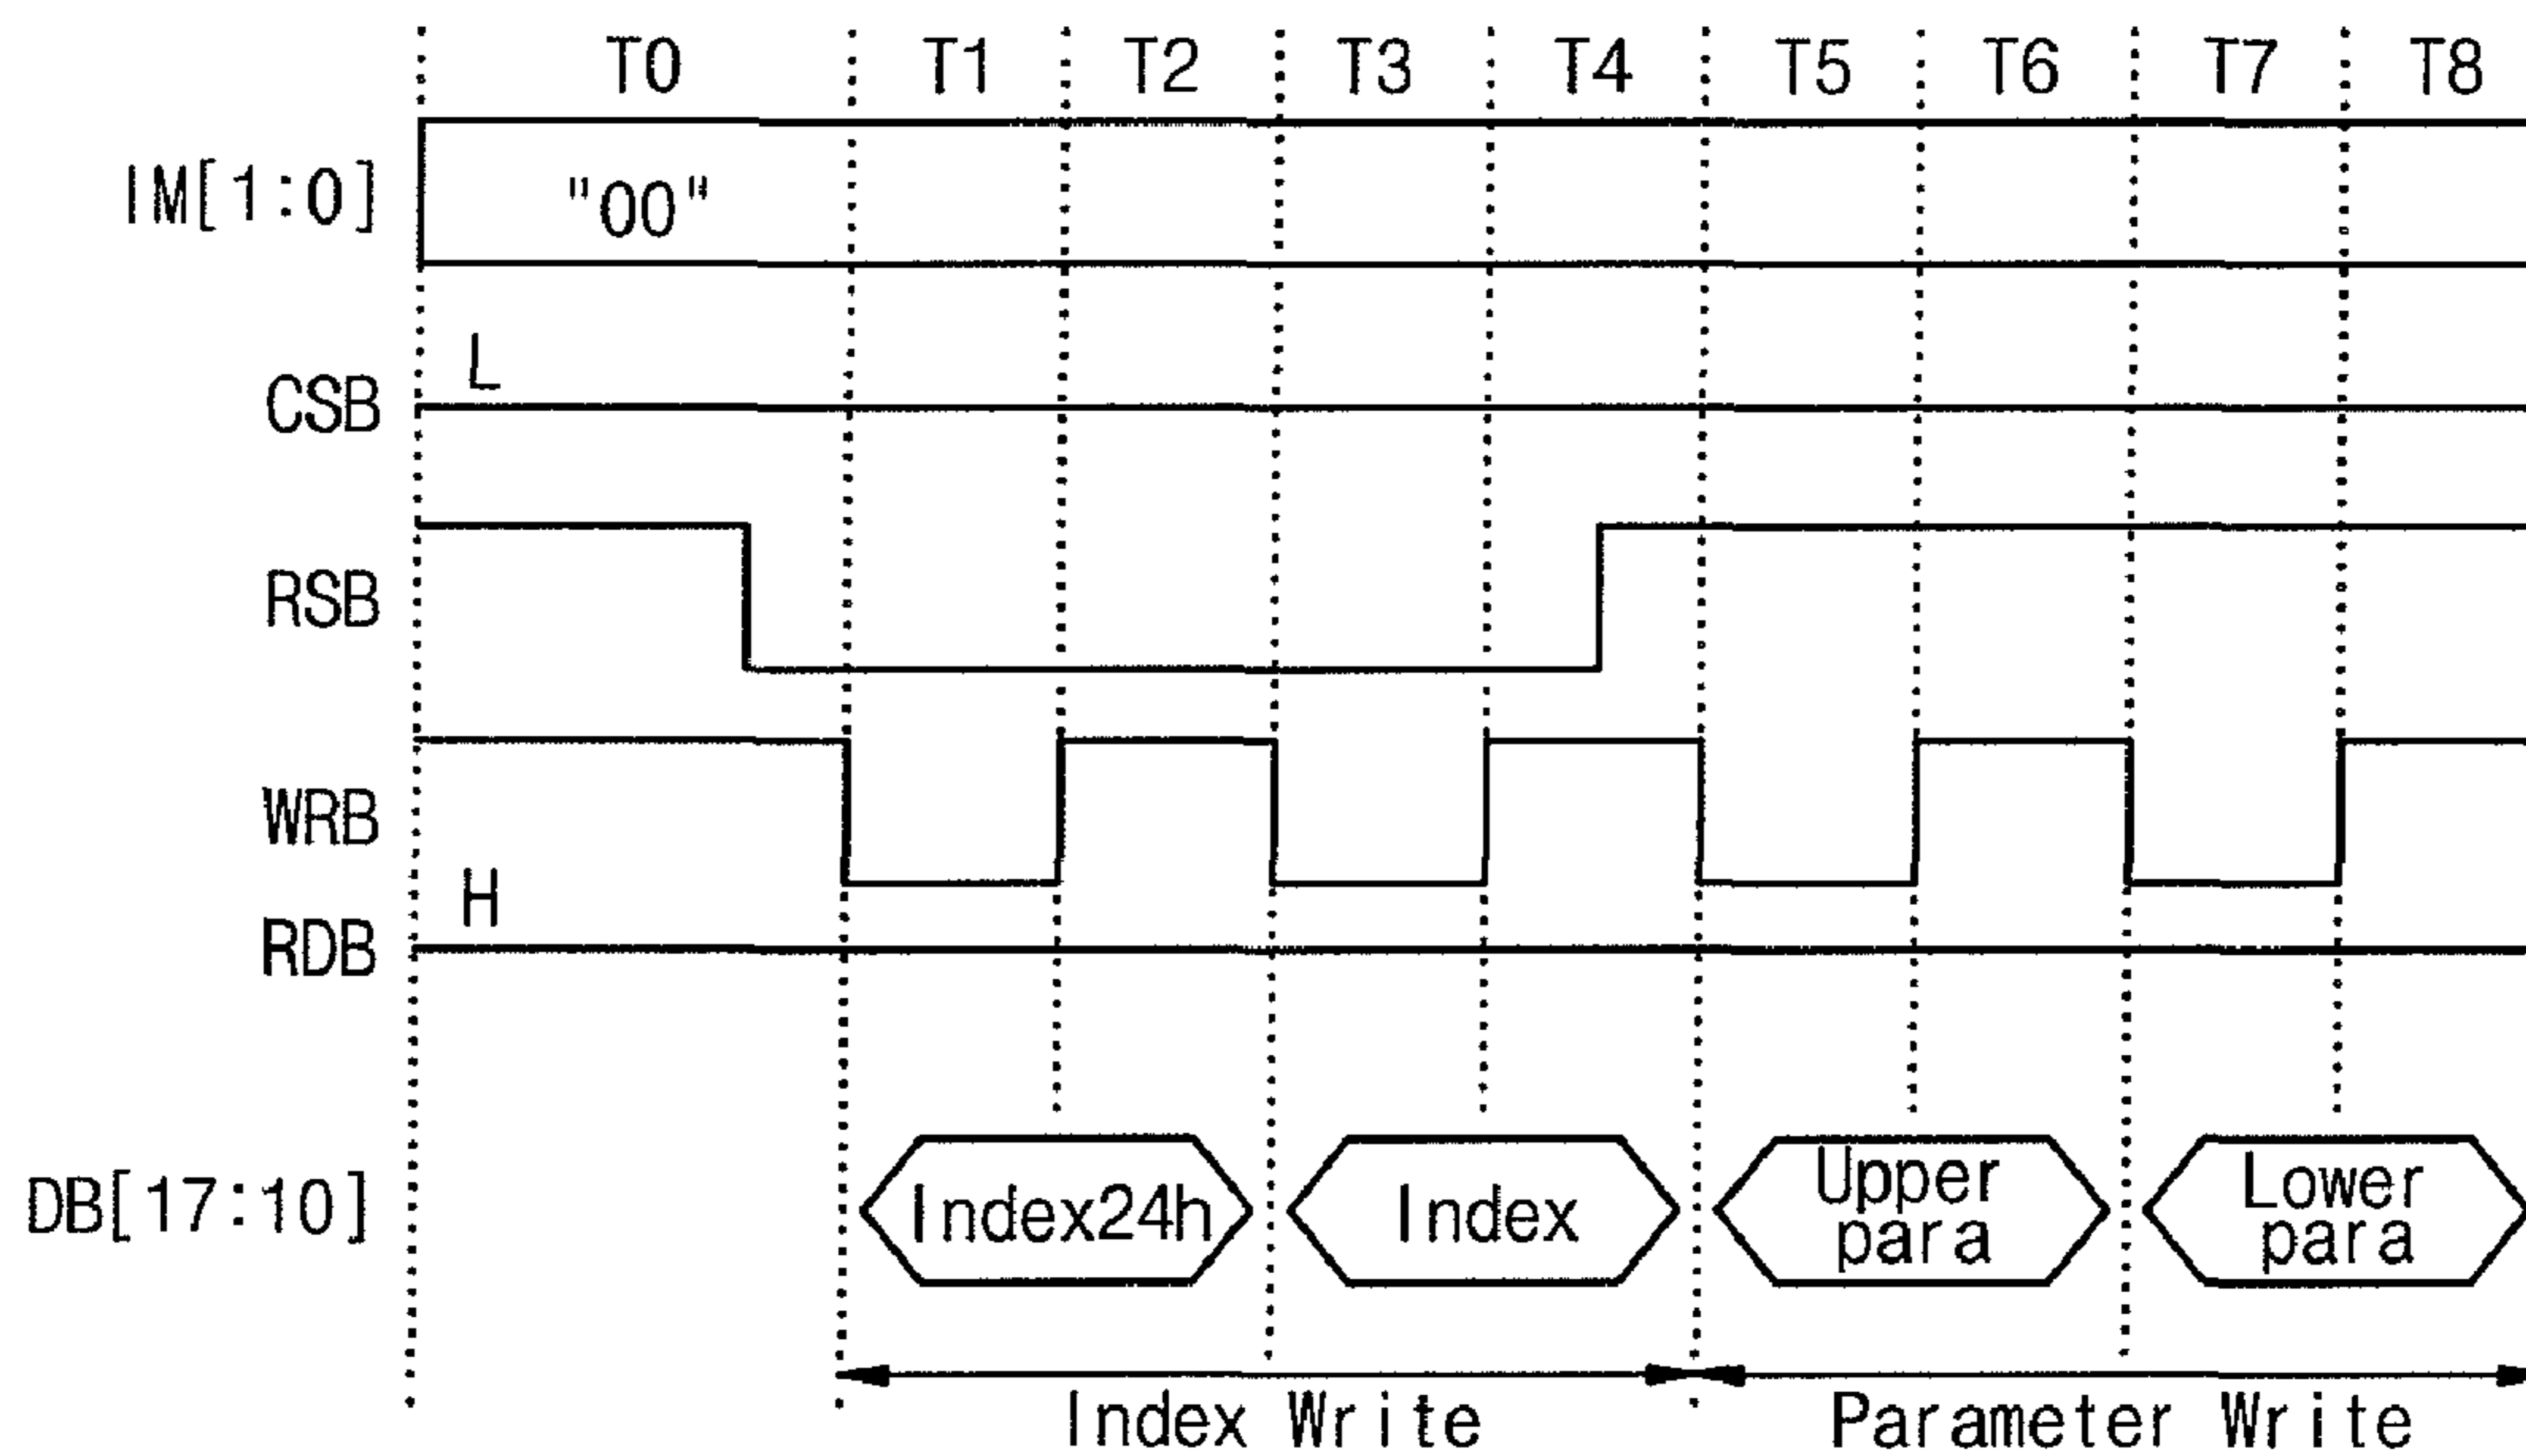 T0 T1 T2 T3 T4 T5 T6 T7 T8
IM[1:0] "00"
CSB L
RSB
WRB
RDB H
DB[17:10] Index24h Index Upper para Lower para
Index Write Parameter Write